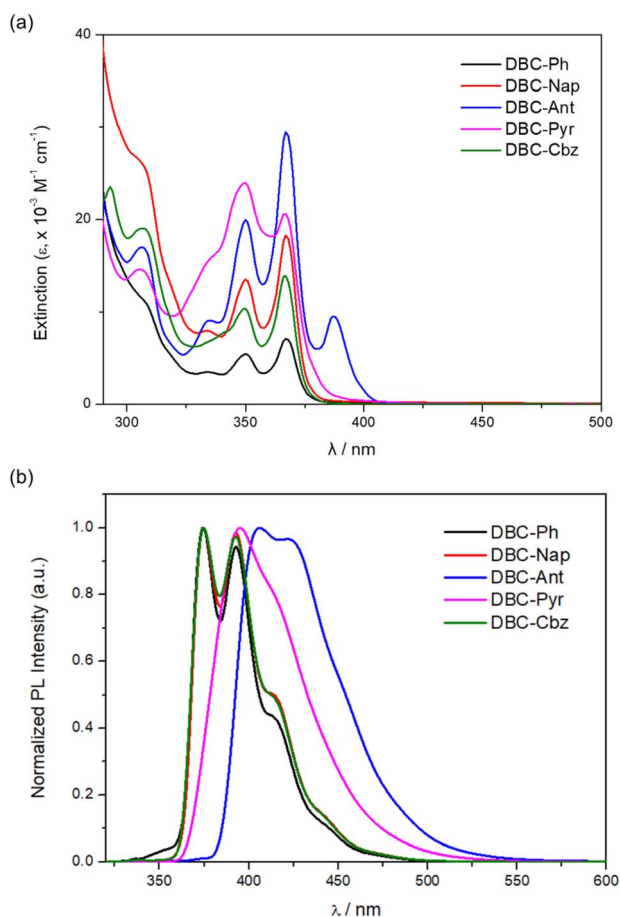 (a)
40
20
0
Extinction (ε, x 10⁻³ M⁻¹ cm⁻¹)
DBC-Ph
DBC-Nap
DBC-Ant
DBC-Pyr
DBC-Cbz
300 350 400 450 500
λ / nm
(b)
1.0
0.8
0.6
0.4
0.2
0.0
Normalized PL Intensity (a.u.)
DBC-Ph
DBC-Nap
DBC-Ant
DBC-Pyr
DBC-Cbz
350 400 450 500 550 600
λ / nm